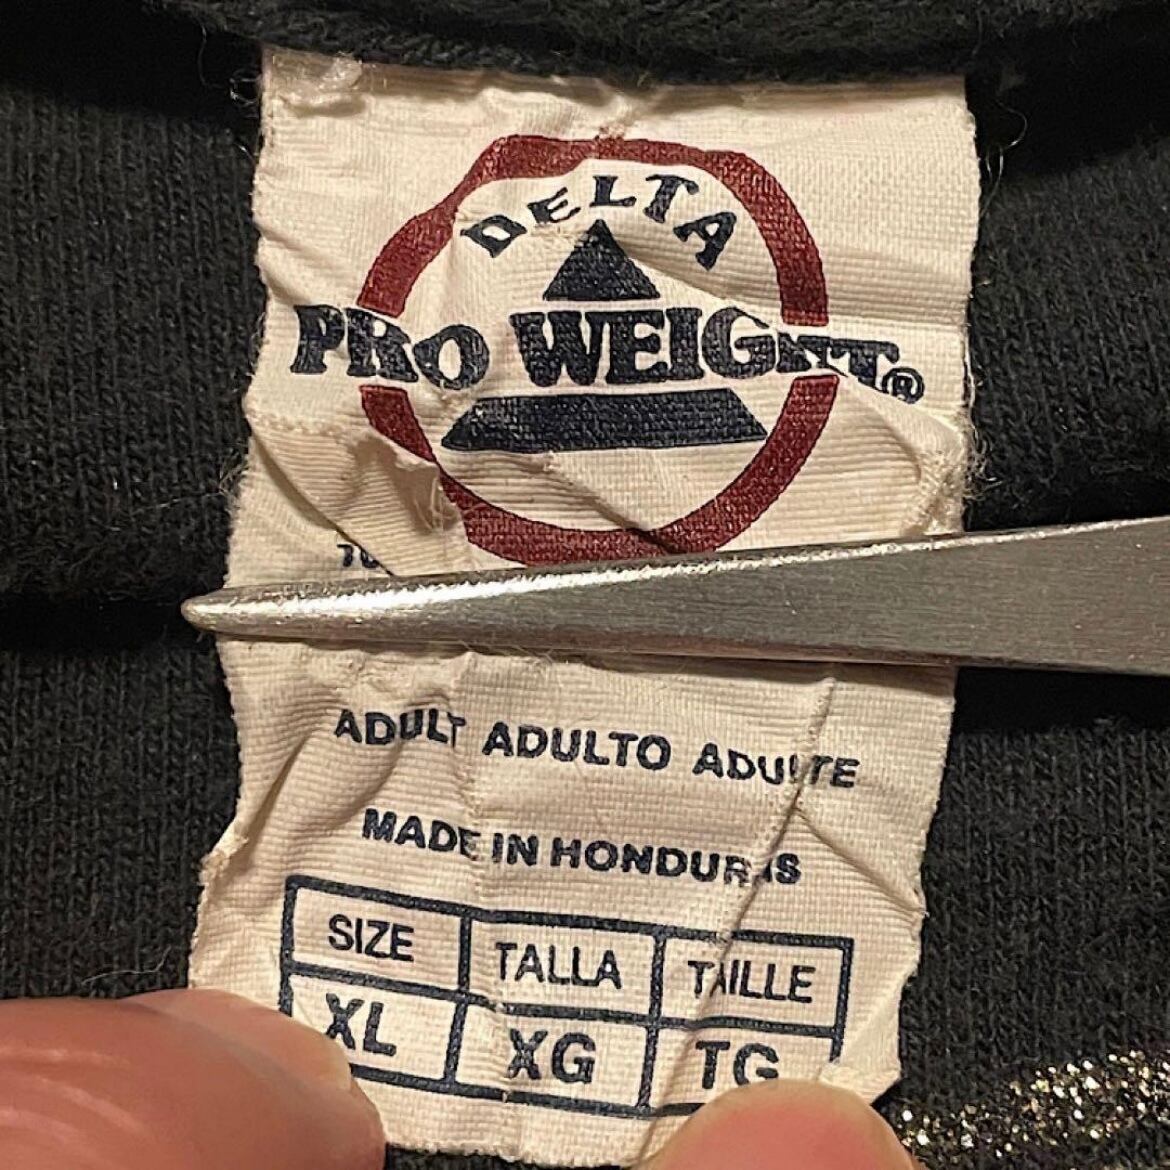 DELTA
PRO WEIGHT®
ADULT ADULTO ADULTE
MADE IN HONDURAS
SIZE TALLA TAILLE
XL XG TG